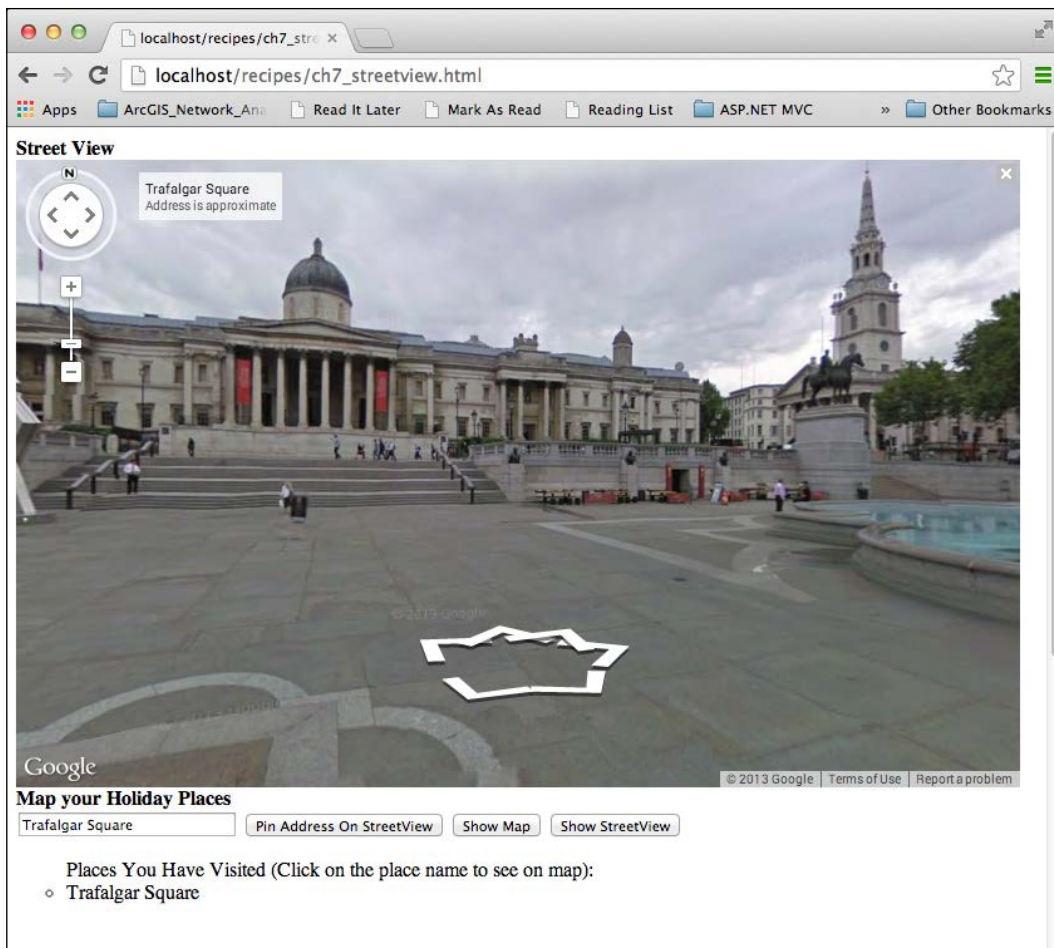 localhost/recipes/ch7_stre
localhost/recipes/ch7_streetview.html
Apps ArcGIS_Network_Ana Read It Later Mark As Read Reading List ASP.NET MVC » Other Bookmarks
Street View
N
Trafalgar Square
Address is approximate
© 2013 Google
Google
© 2013 Google Terms of Use Report a problem
Map your Holiday Places
Trafalgar Square Pin Address On StreetView Show Map Show StreetView
Places You Have Visited (Click on the place name to see on map):
Trafalgar Square